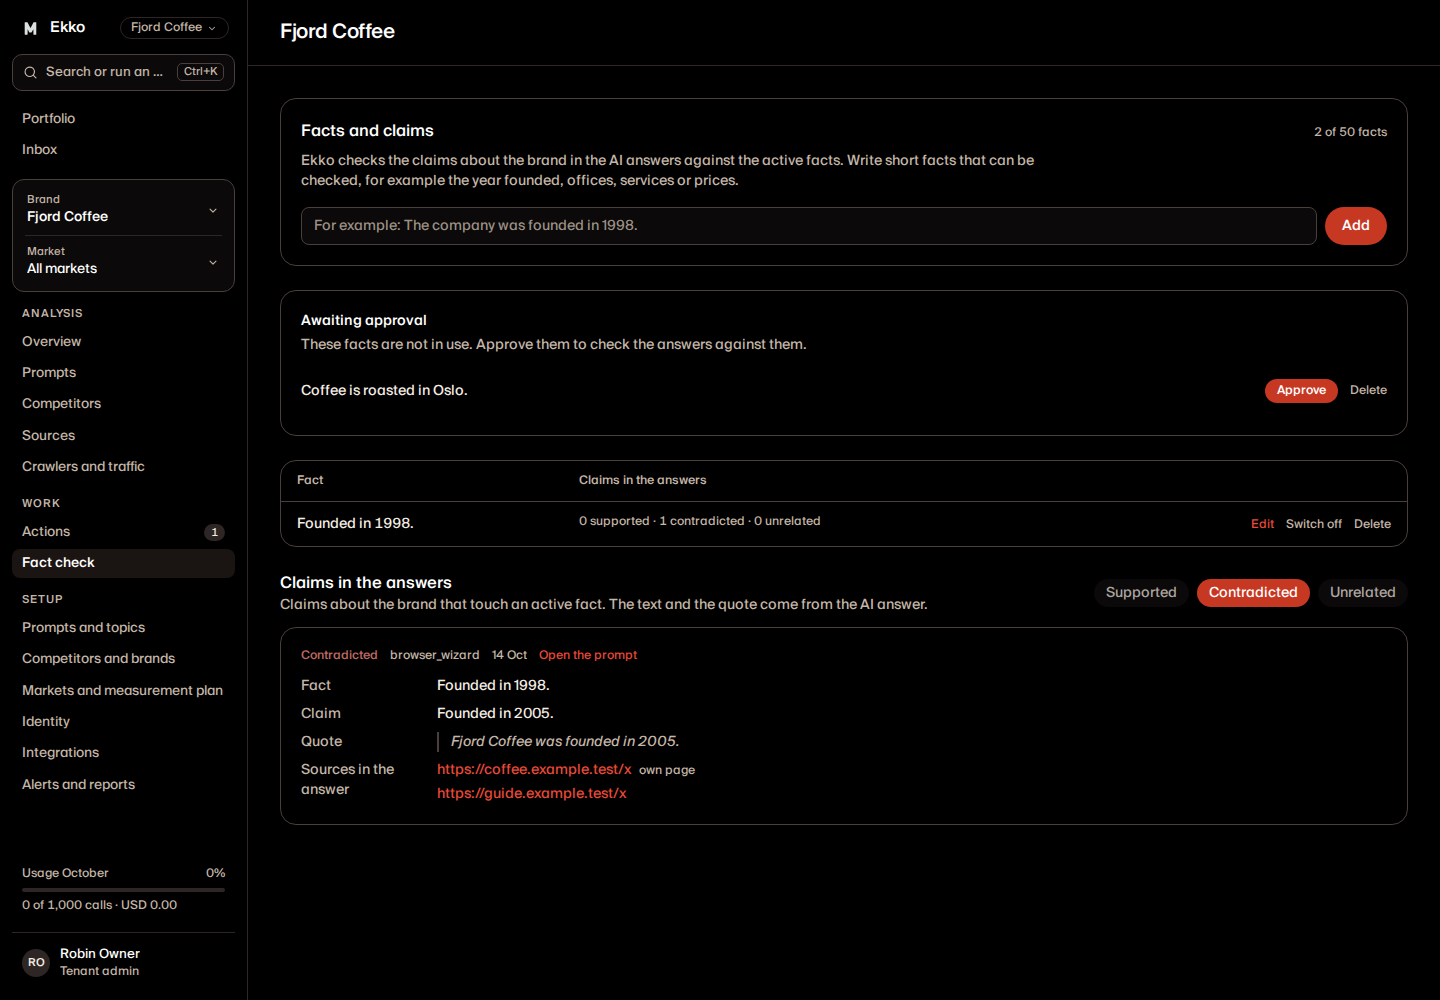 Ekko
Fjord Coffee
Search or run an ...
Ctrl+K
Portfolio
Inbox
Brand
Fjord Coffee
Market
All markets
ANALYSIS
Overview
Prompts
Competitors
Sources
Crawlers and traffic
WORK
Actions
1
Fact check
SETUP
Prompts and topics
Competitors and brands
Markets and measurement plan
Identity
Integrations
Alerts and reports
Usage October
0%
0 of 1,000 calls · USD 0.00
RO
Robin Owner
Tenant admin
Fjord Coffee
Facts and claims
2 of 50 facts
Ekko checks the claims about the brand in the AI answers against the active facts. Write short facts that can be
checked, for example the year founded, offices, services or prices.
For example: The company was founded in 1998.
Add
Awaiting approval
These facts are not in use. Approve them to check the answers against them.
Coffee is roasted in Oslo.
Approve
Delete
Fact
Claims in the answers
Founded in 1998.
0 supported · 1 contradicted · 0 unrelated
Edit
Switch off
Delete
Claims in the answers
Claims about the brand that touch an active fact. The text and the quote come from the AI answer.
Supported
Contradicted
Unrelated
Contradicted
browser_wizard
14 Oct
Open the prompt
Fact
Founded in 1998.
Claim
Founded in 2005.
Quote
Fjord Coffee was founded in 2005.
Sources in the
answer
https://coffee.example.test/x
own page
https://guide.example.test/x